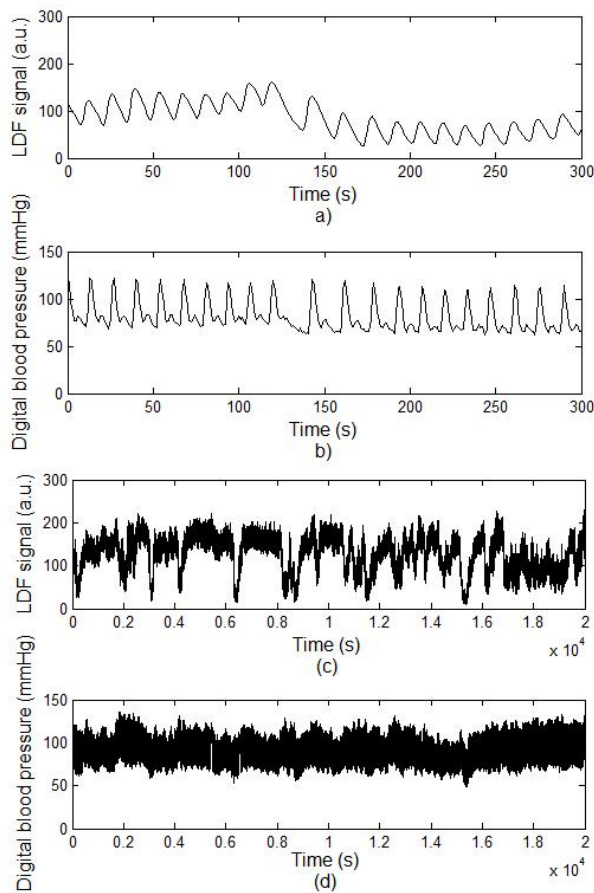 300
200
100
0
LDF signal (a.u.)
0 50 100 150 200 250 300
Time (s)
a)
150
100
50
0
Digital blood pressure (mmHg)
0 50 100 150 200 250 300
Time (s)
b)
300
200
100
0
LDF signal (a.u.)
0 0.2 0.4 0.6 0.8 1 1.2 1.4 1.6 1.8 2
Time (s)
x 10^4
(c)
150
100
50
0
Digital blood pressure (mmHg)
0 0.2 0.4 0.6 0.8 1 1.2 1.4 1.6 1.8 2
Time (s)
x 10^4
(d)